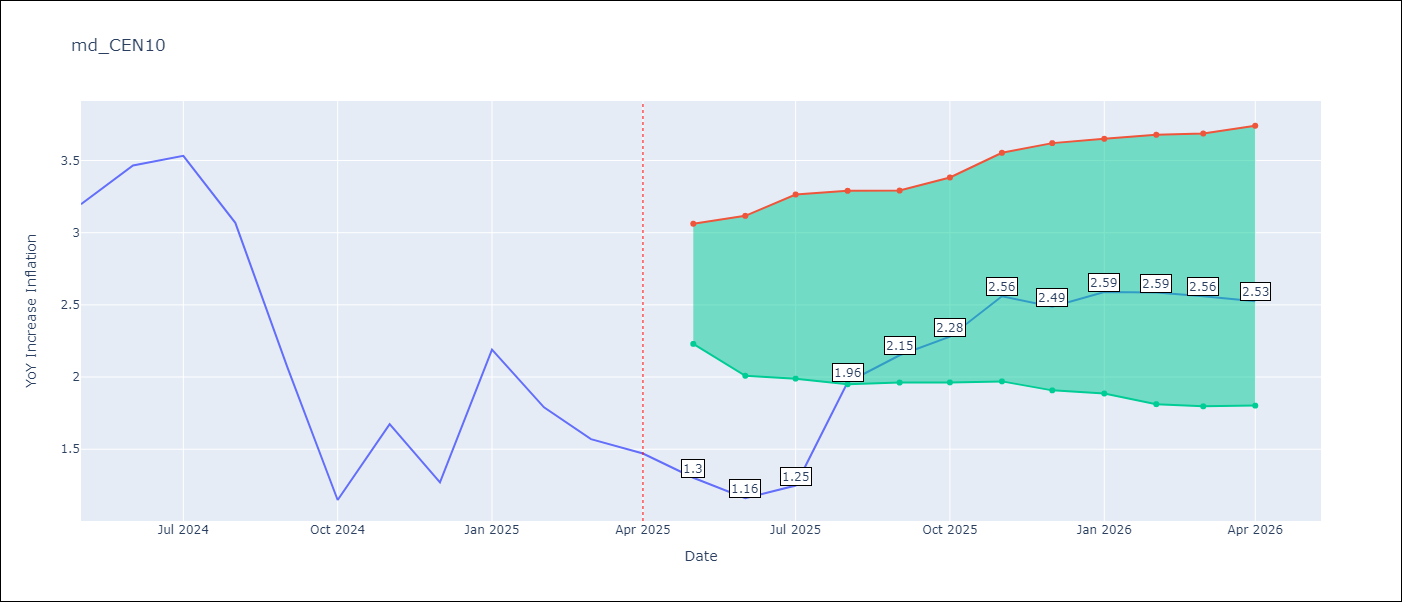 md_CEN10
YoY Increase Inflation
3.5
3
2.5
2
1.5
1.3
1.16
1.25
1.96
2.15
2.28
2.56
2.49
2.59
2.59
2.56
2.53
Jul 2024
Oct 2024
Jan 2025
Apr 2025
Jul 2025
Oct 2025
Jan 2026
Apr 2026
Date